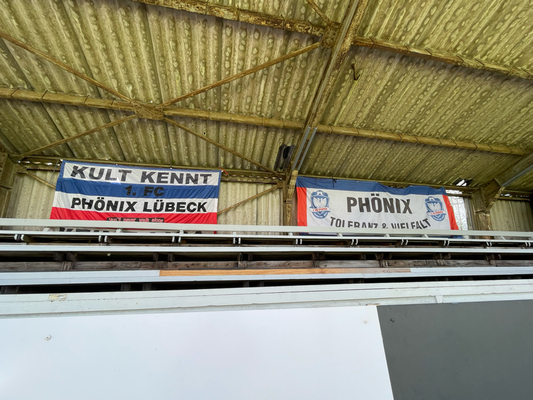 KULT KENNT
1. FC
PHÖNIX LÜBECK
PHÖNIX
TOLERANZ & VIELFALT